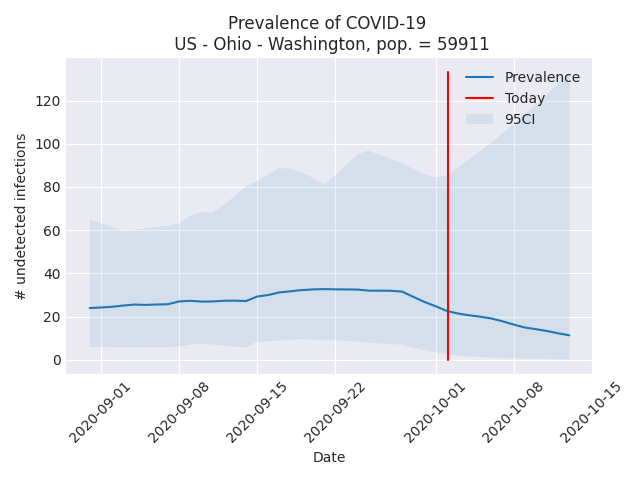 Prevalence of COVID-19
US - Ohio - Washington, pop. = 59911
Prevalence
Today
95CI
# undetected infections
120
100
80
60
40
20
0
2020-09-01
2020-09-08
2020-09-15
2020-09-22
2020-10-01
2020-10-08
2020-10-15
Date